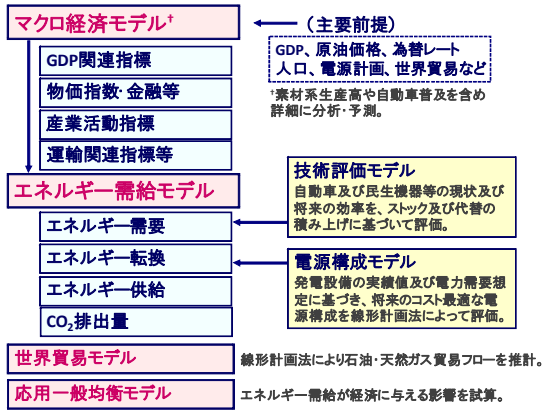 マクロ経済モデル†
(主要前提)
GDP、原油価格、為替レート
人口、電源計画、世界貿易など
†素材系生産高や自動車普及を含め
詳細に分析・予測。
GDP関連指標
物価指数・金融等
産業活動指標
運輸関連指標等
エネルギー需給モデル
エネルギー需要
エネルギー転換
エネルギー供給
CO₂排出量
技術評価モデル
自動車及び民生機器等の現状及び
将来の効率を、ストック及び代替の
積み上げに基づいて評価。
電源構成モデル
発電設備の実績値及び電力需要想
定に基づき、将来のコスト最適な電
源構成を線形計画法によって評価。
世界貿易モデル
線形計画法により石油・天然ガス貿易フローを推計。
応用一般均衡モデル
エネルギー需給が経済に与える影響を試算。